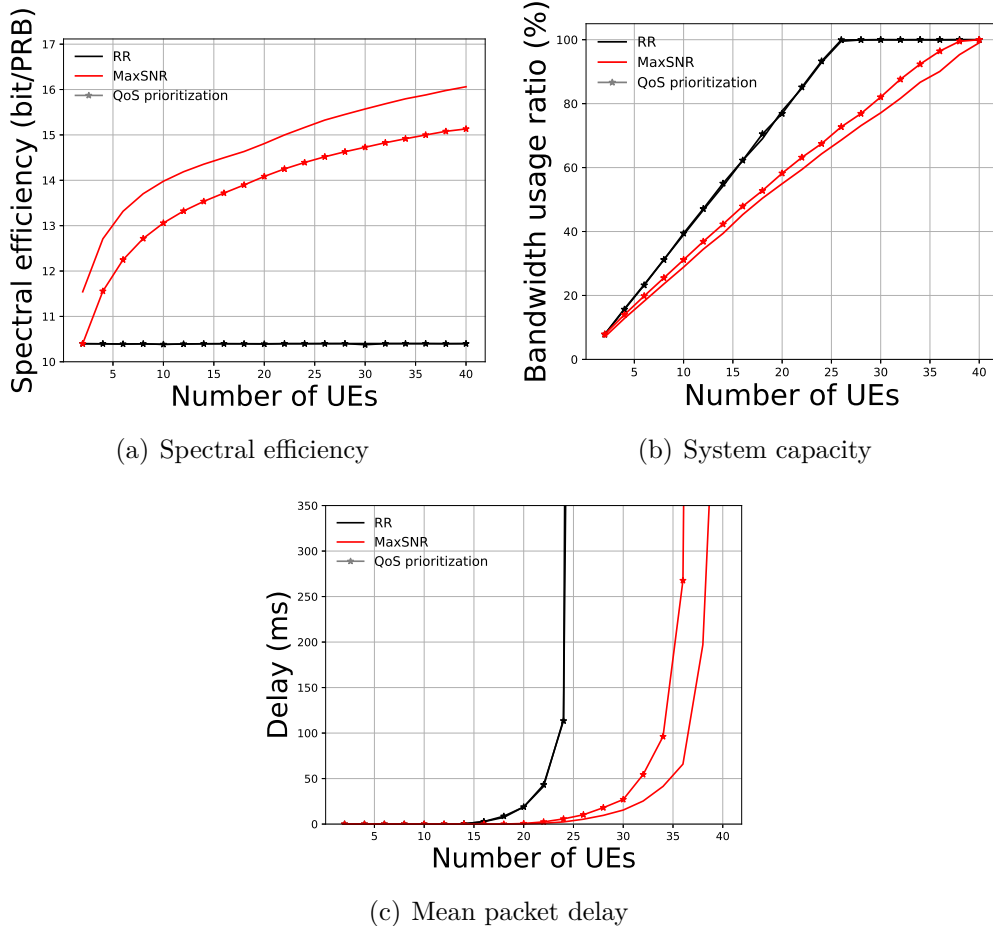 Spectral efficiency (bit/PRB)
17
16
15
14
13
12
11
10
RR
MaxSNR
QoS prioritization
5 10 15 20 25 30 35 40
Number of UEs
(a) Spectral efficiency
Bandwidth usage ratio (%)
100
80
60
40
20
0
RR
MaxSNR
QoS prioritization
5 10 15 20 25 30 35 40
Number of UEs
(b) System capacity
Delay (ms)
350
300
250
200
150
100
50
0
RR
MaxSNR
QoS prioritization
5 10 15 20 25 30 35 40
Number of UEs
(c) Mean packet delay